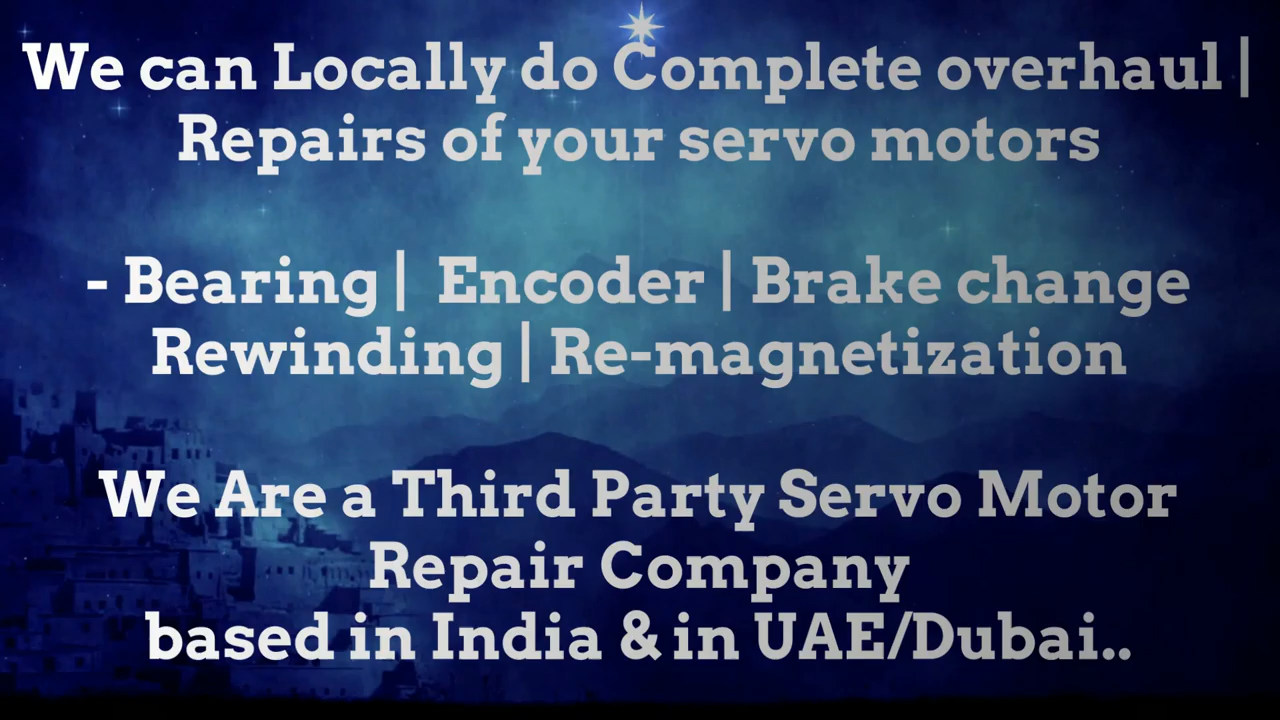 We can Locally do Complete overhaul |
Repairs of your servo motors
- Bearing | Encoder | Brake change
Rewinding | Re-magnetization
We Are a Third Party Servo Motor
Repair Company
based in India & in UAE/Dubai..